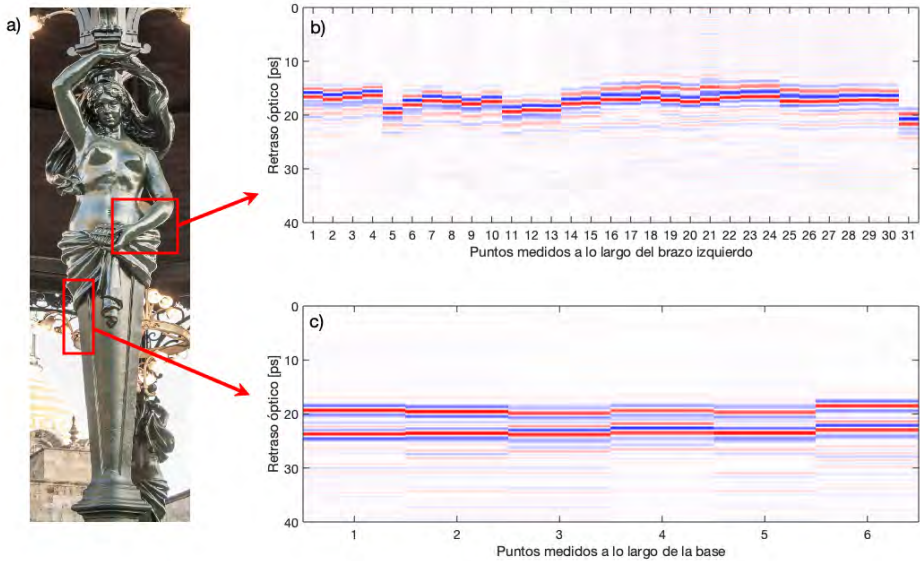 a)
b)
0
10
20
30
40
Retraso óptico [ps]
1 2 3 4 5 6 7 8 9 10 11 12 13 14 15 16 17 18 19 20 21 22 23 24 25 26 27 28 29 30 31
Puntos medidos a lo largo del brazo izquierdo
c)
0
10
20
30
40
Retraso óptico [ps]
1 2 3 4 5 6
Puntos medidos a lo largo de la base